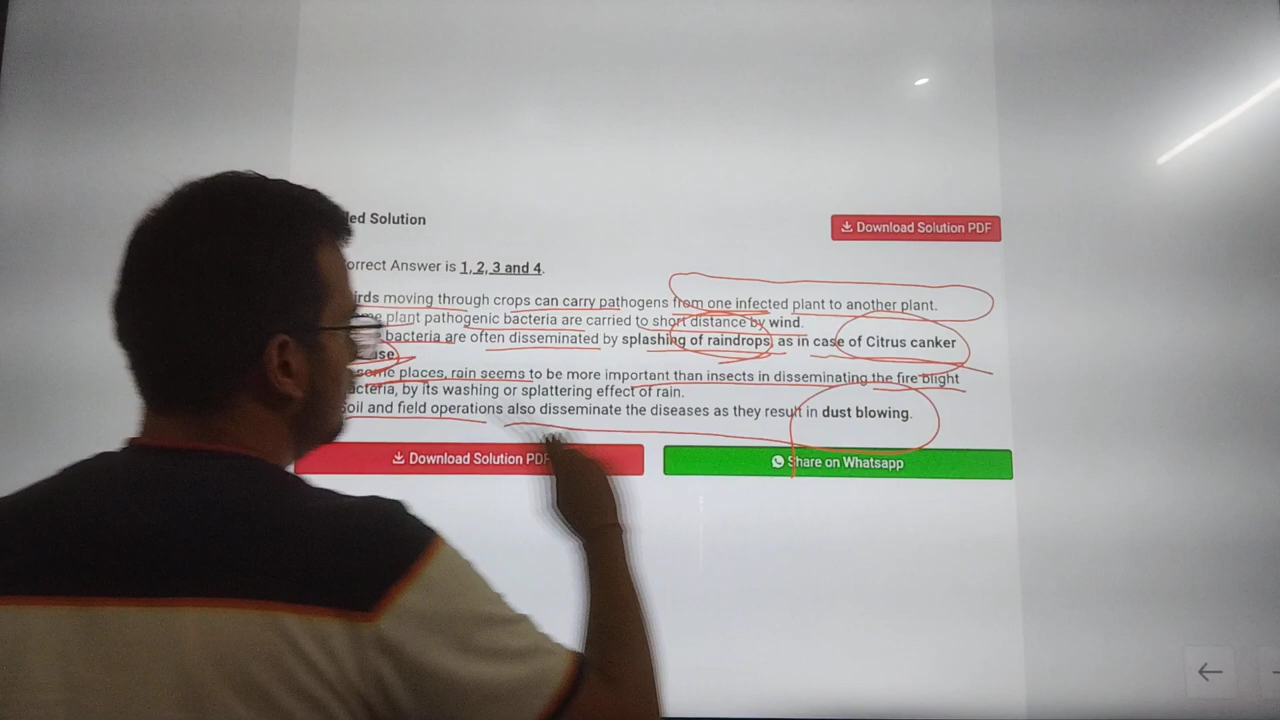 led Solution
Download Solution PDF
orrect Answer is 1, 2, 3 and 4.
irds moving through crops can carry pathogens from one infected plant to another plant.
me plant pathogenic bacteria are carried to short distance by wind.
bacteria are often disseminated by splashing of raindrops, as in case of Citrus canker
some places, rain seems to be more important than insects in disseminating the fire blight
acteria, by its washing or splattering effect of rain.
Soil and field operations also disseminate the diseases as they result in dust blowing.
Download Solution PDF
Share on Whatsapp